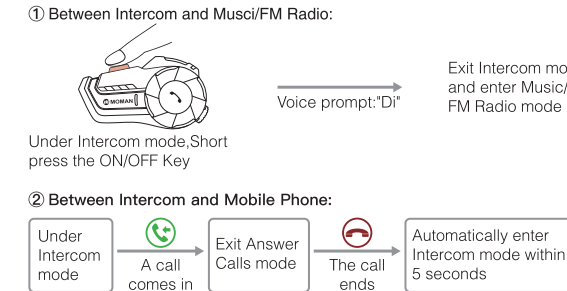 ① Between Intercom and Musci/FM Radio:
MOMAN
Voice prompt:"Di"
Exit Intercom mo
and enter Music/
FM Radio mode
Under Intercom mode,Short
press the ON/OFF Key
② Between Intercom and Mobile Phone:
Under
Intercom
mode
A call
comes in
Exit Answer
Calls mode
The call
ends
Automatically enter
Intercom mode within
5 seconds